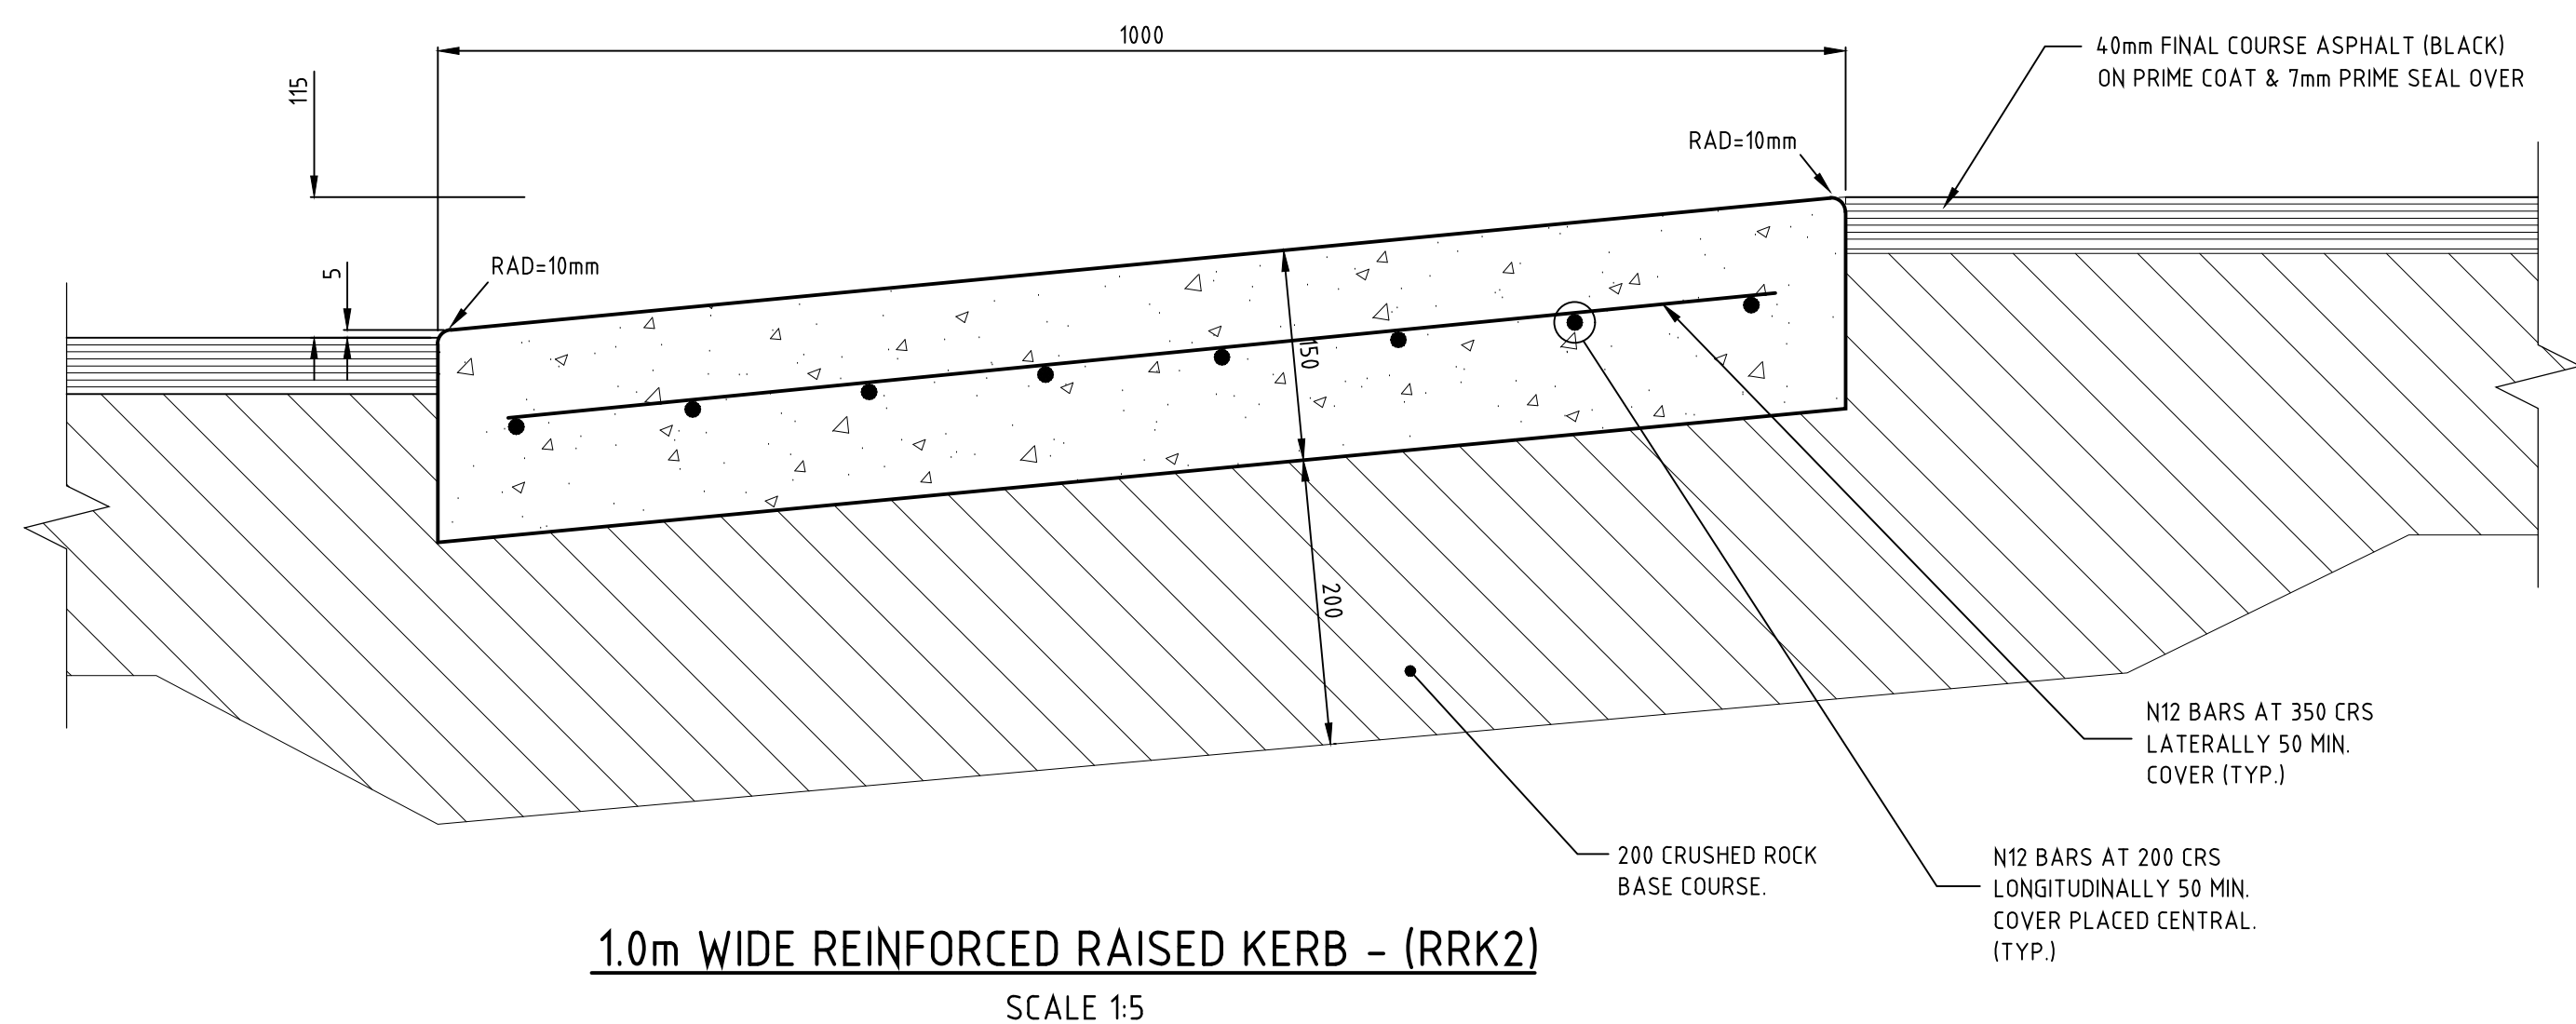 1000
40mm FINAL COURSE ASPHALT (BLACK)
ON PRIME COAT & 7mm PRIME SEAL OVER
115
RAD=10mm
5
RAD=10mm
150
200
N12 BARS AT 350 CRS
LATERALLY 50 MIN.
COVER (TYP.)
200 CRUSHED ROCK
BASE COURSE.
N12 BARS AT 200 CRS
LONGITUDINALLY 50 MIN.
COVER PLACED CENTRAL.
(TYP.)
1.0m WIDE REINFORCED RAISED KERB - (RRK2)
SCALE 1:5